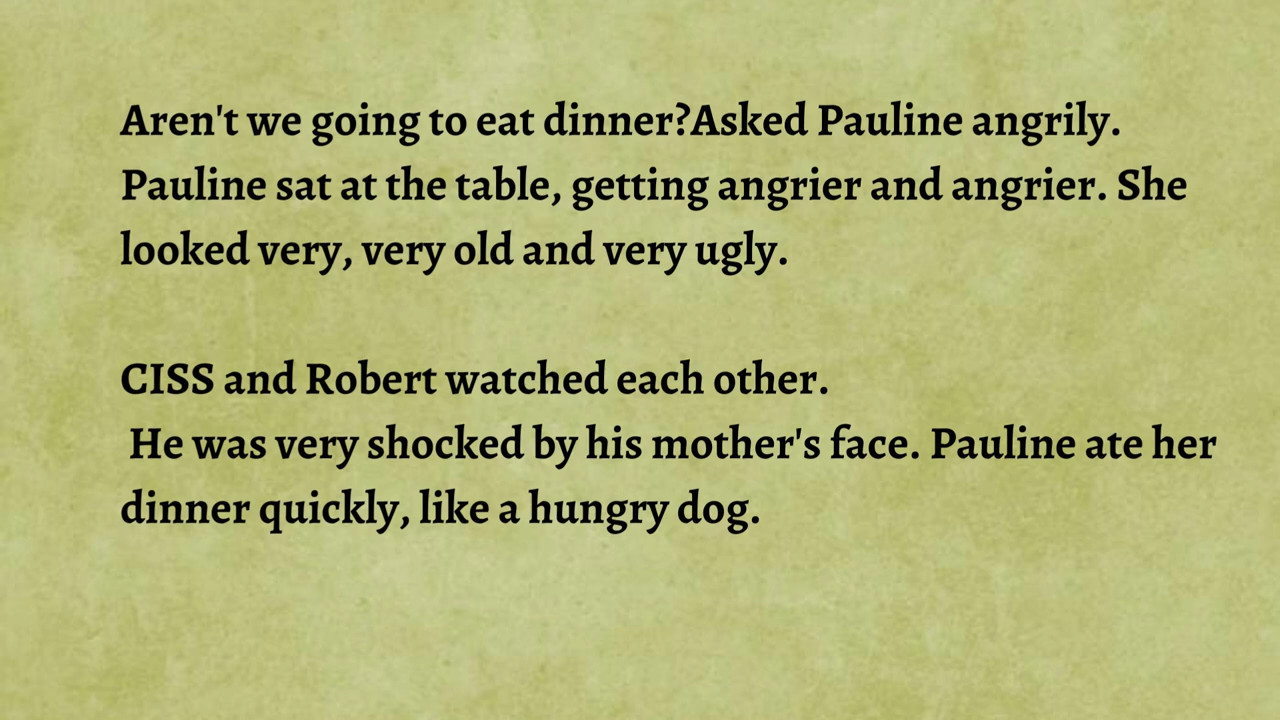 Aren't we going to eat dinner?Asked Pauline angrily.
Pauline sat at the table, getting angrier and angrier. She
looked very, very old and very ugly.
CISS and Robert watched each other.
He was very shocked by his mother's face. Pauline ate her
dinner quickly, like a hungry dog.